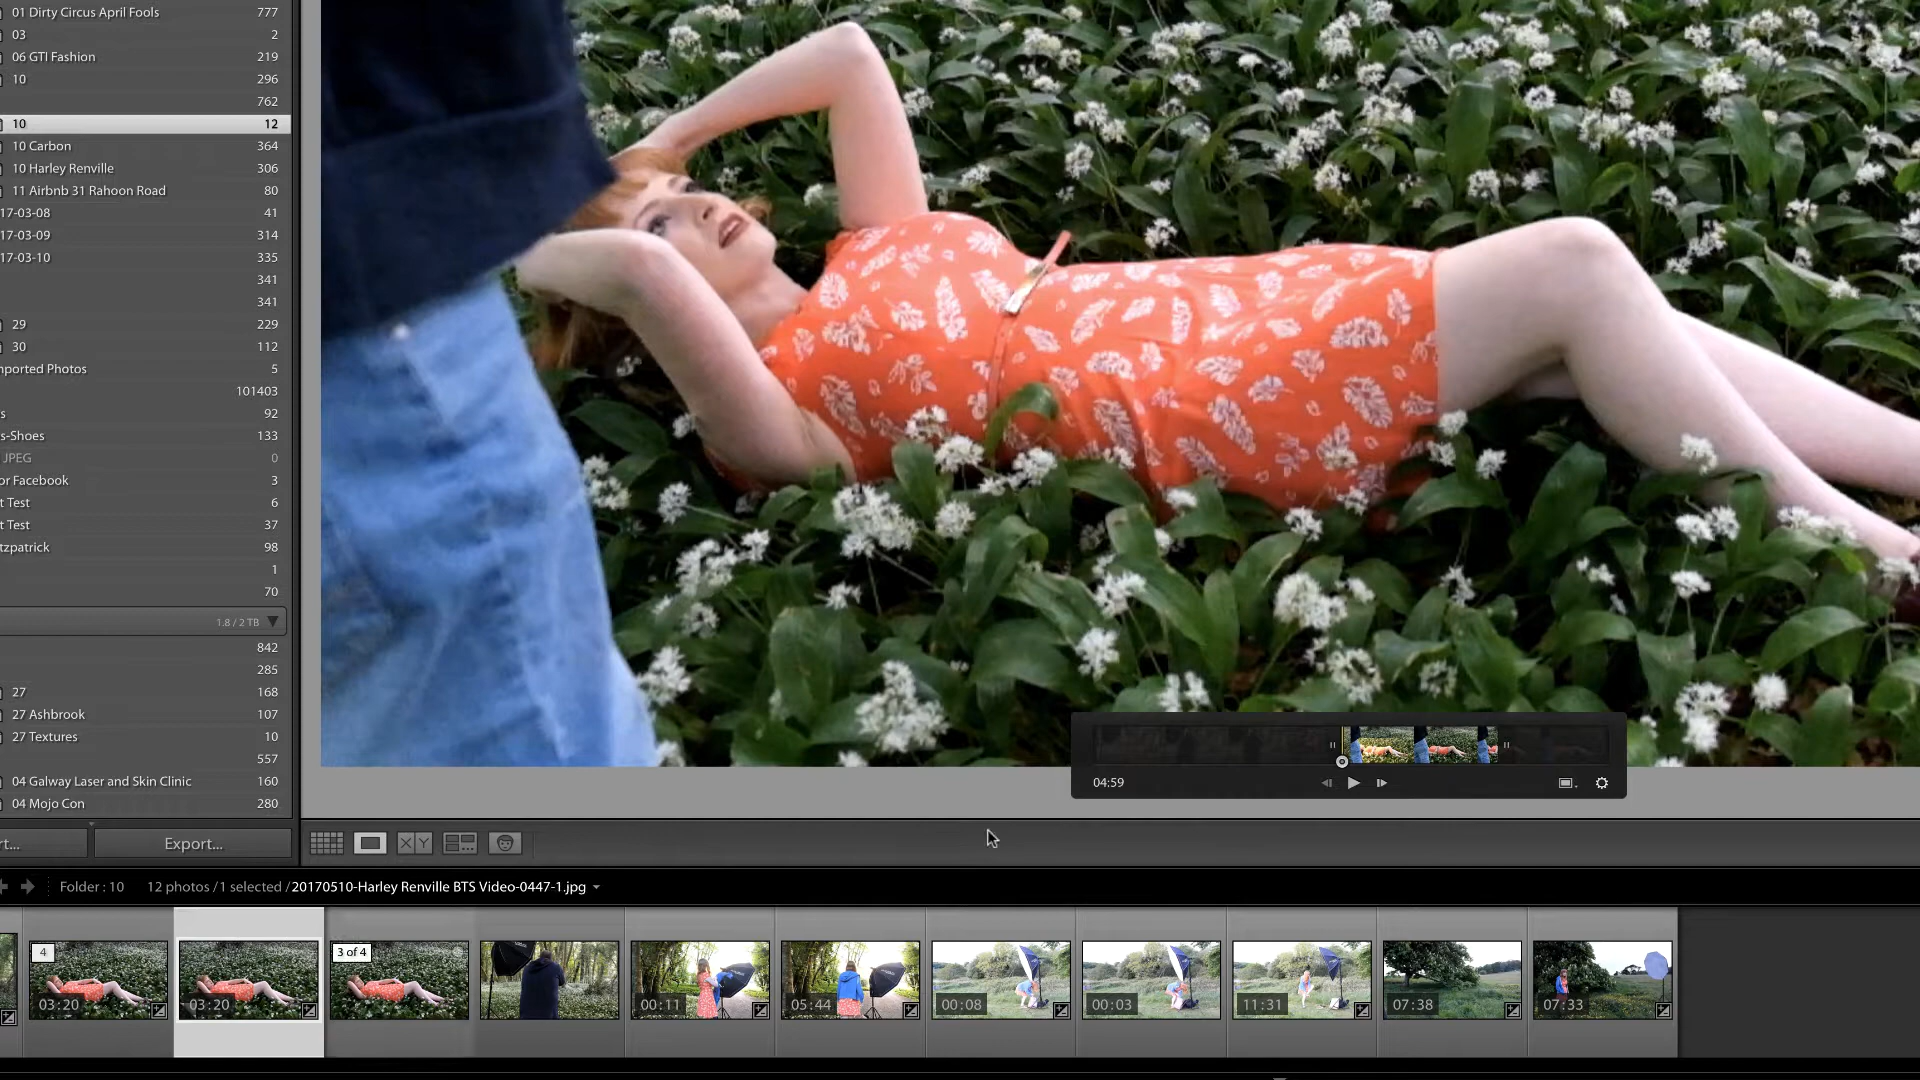 01 Dirty Circus April Fools 777
03 2
06 GTI Fashion 219
10 296
762
10 12
10 Carbon 364
10 Harley Renville 306
11 Airbnb 31 Rahoon Road 80
17-03-08 41
17-03-09 314
17-03-10 335
341
341
29 229
30 112
nported Photos 5
101403
s 92
s-Shoes 133
JPEG 0
or Facebook 3
t Test 6
t Test 37
tzpatrick 98
1
70
1.8 / 2 TB
842
285
27 168
27 Ashbrook 107
27 Textures 10
557
04 Galway Laser and Skin Clinic 160
04 Mojo Con 280
04:59
rt... Export...
X Y
Folder : 10 12 photos / 1 selected / 20170510-Harley Renville BTS Video-0447-1.jpg
4 3 of 4
03:20 03:20 00:11 05:44 00:08 00:03 11:31 07:38 07:33